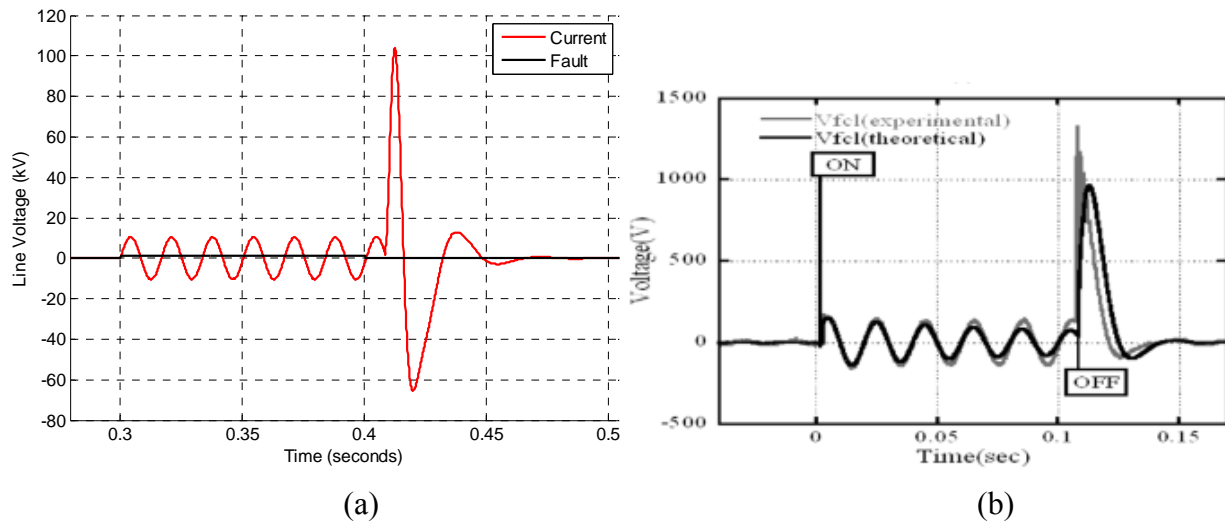 120
100
80
60
40
20
0
-20
-40
-60
-80
Line Voltage (kV)
Current
Fault
0.3
0.35
0.4
0.45
0.5
Time (seconds)
(a)
1500
1000
500
0
-500
Voltage(V)
Vfcl(experimental)
Vfcl(theoretical)
ON
OFF
0
0.05
0.1
0.15
Time(sec)
(b)